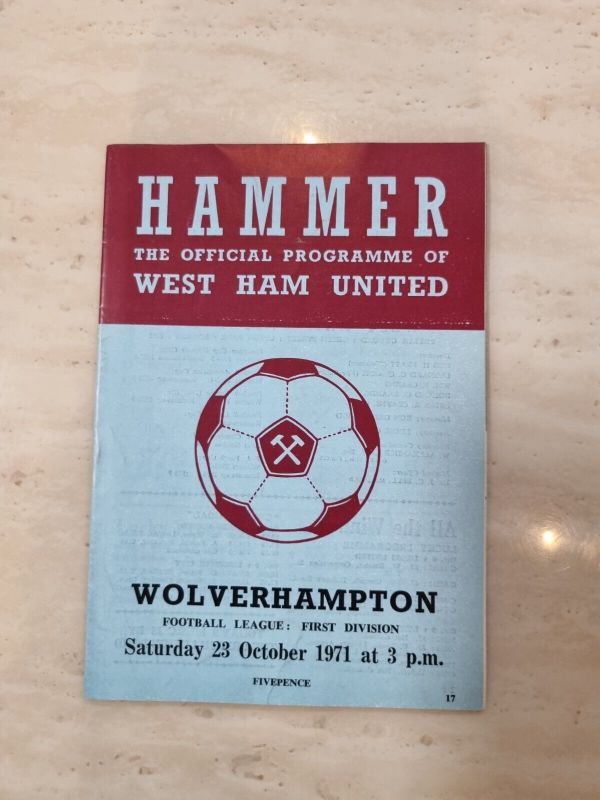 HAMMER
THE OFFICIAL PROGRAMME OF
WEST HAM UNITED
WOLVERHAMPTON
FOOTBALL LEAGUE: FIRST DIVISION
Saturday 23 October 1971 at 3 p.m.
FIVEPENCE
17